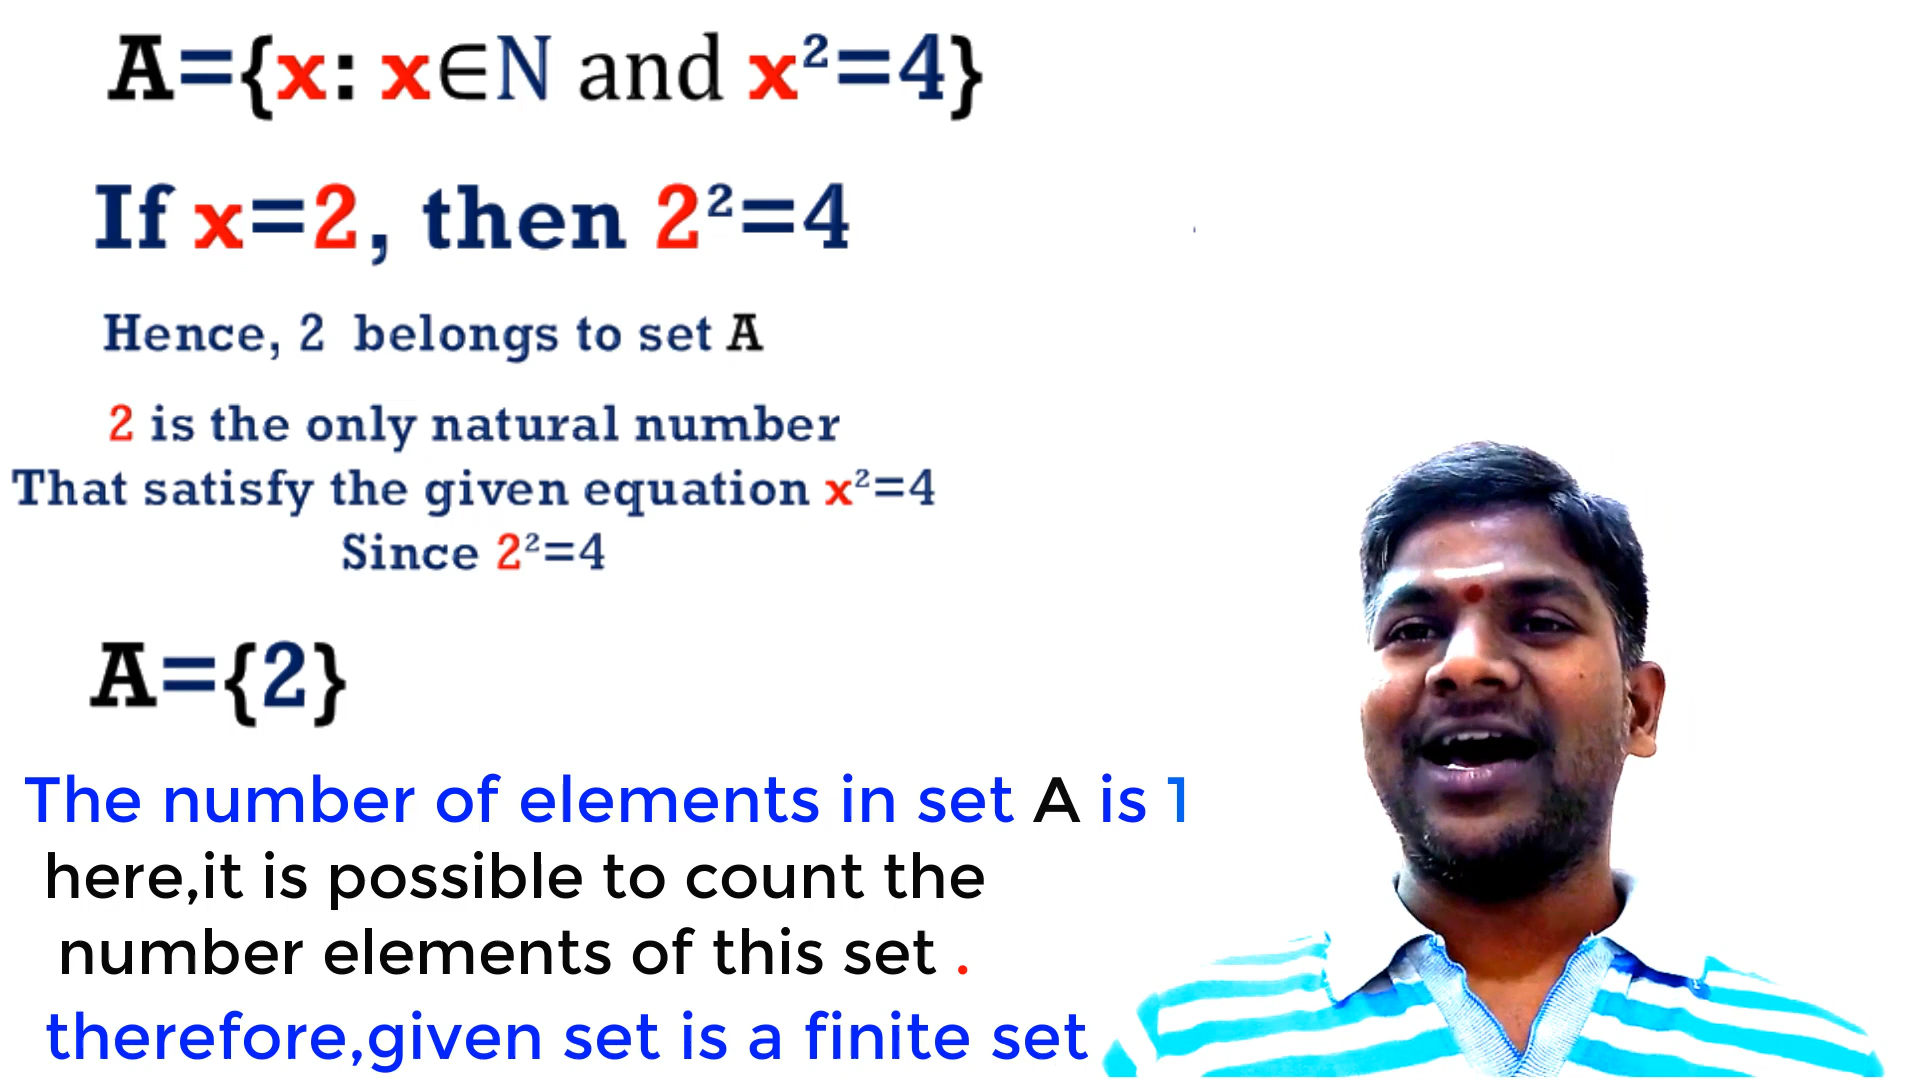 A={x: x∈N and x²=4}
If x=2, then 2²=4
Hence, 2 belongs to set A
2 is the only natural number
That satisfy the given equation x²=4
Since 2²=4
A={2}
The number of elements in set A is 1
here,it is possible to count the
number elements of this set .
therefore,given set is a finite set